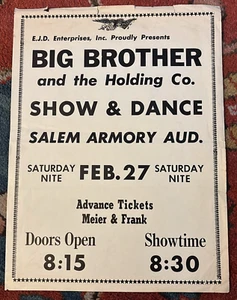 E.J.D. Enterprises, Inc. Proudly Presents
BIG BROTHER
and the Holding Co.
SHOW & DANCE
SALEM ARMORY AUD.
SATURDAY NITE FEB. 27 SATURDAY NITE
Advance Tickets
Meier & Frank
Doors Open Showtime
8:15 8:30